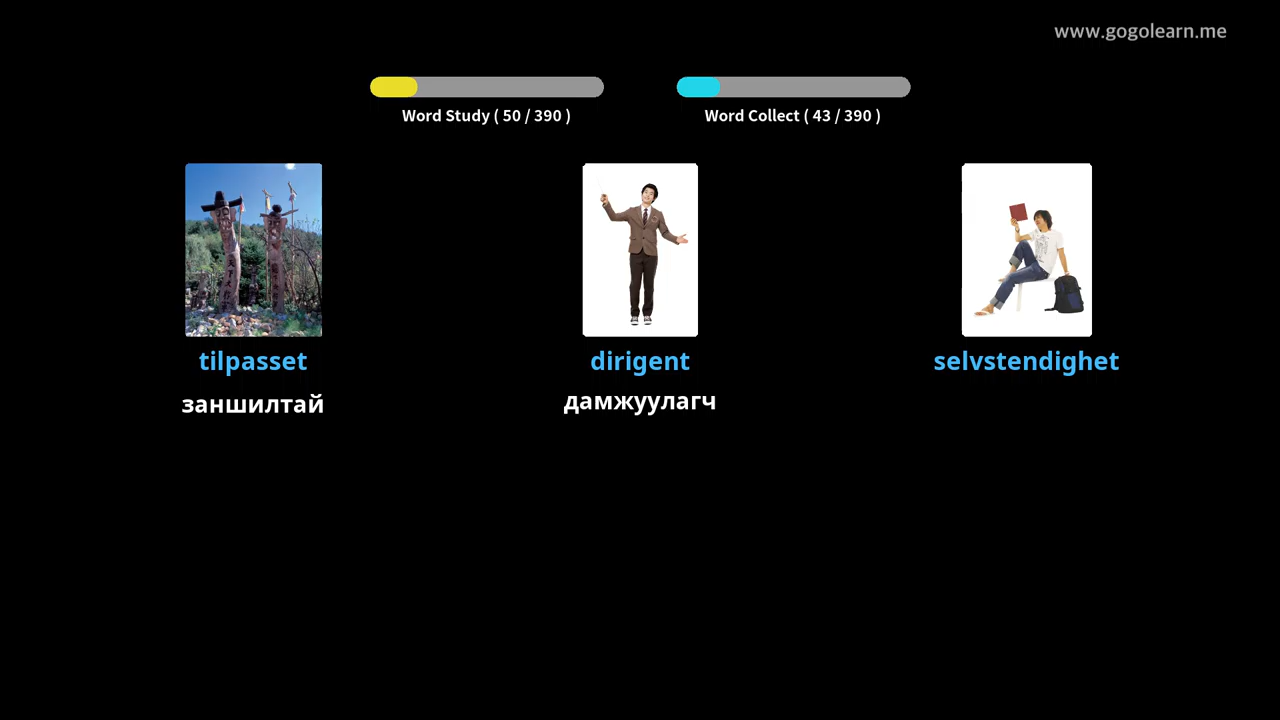 www.gogolearn.me
Word Study ( 50 / 390 )
Word Collect ( 43 / 390 )
tilpasset
dirigent
selvstendighet
заншилтай
дамжуулагч